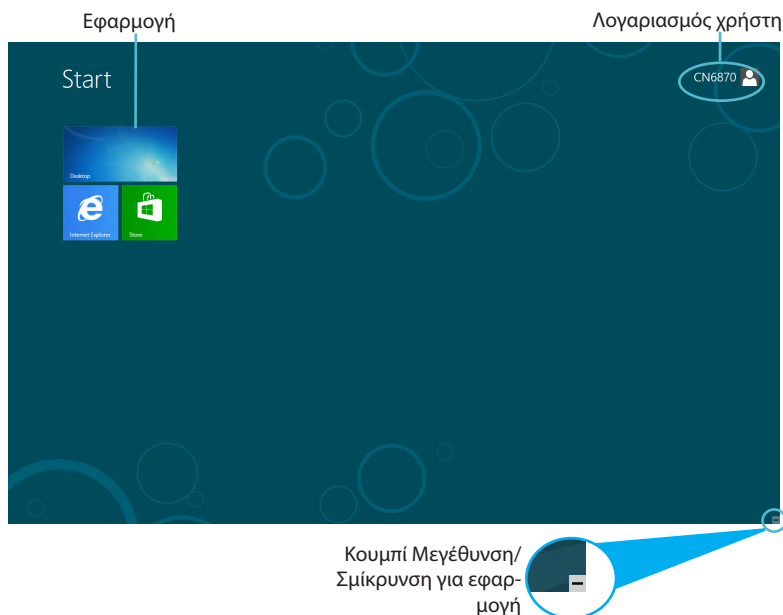 Εφαρμογή
Λογαριασμός χρήστη
Start
CN6870
Desktop
Internet Explorer
Store
Κουμπί Μεγέθυνση/
Σμίκρυνση για εφαρ-
μογή